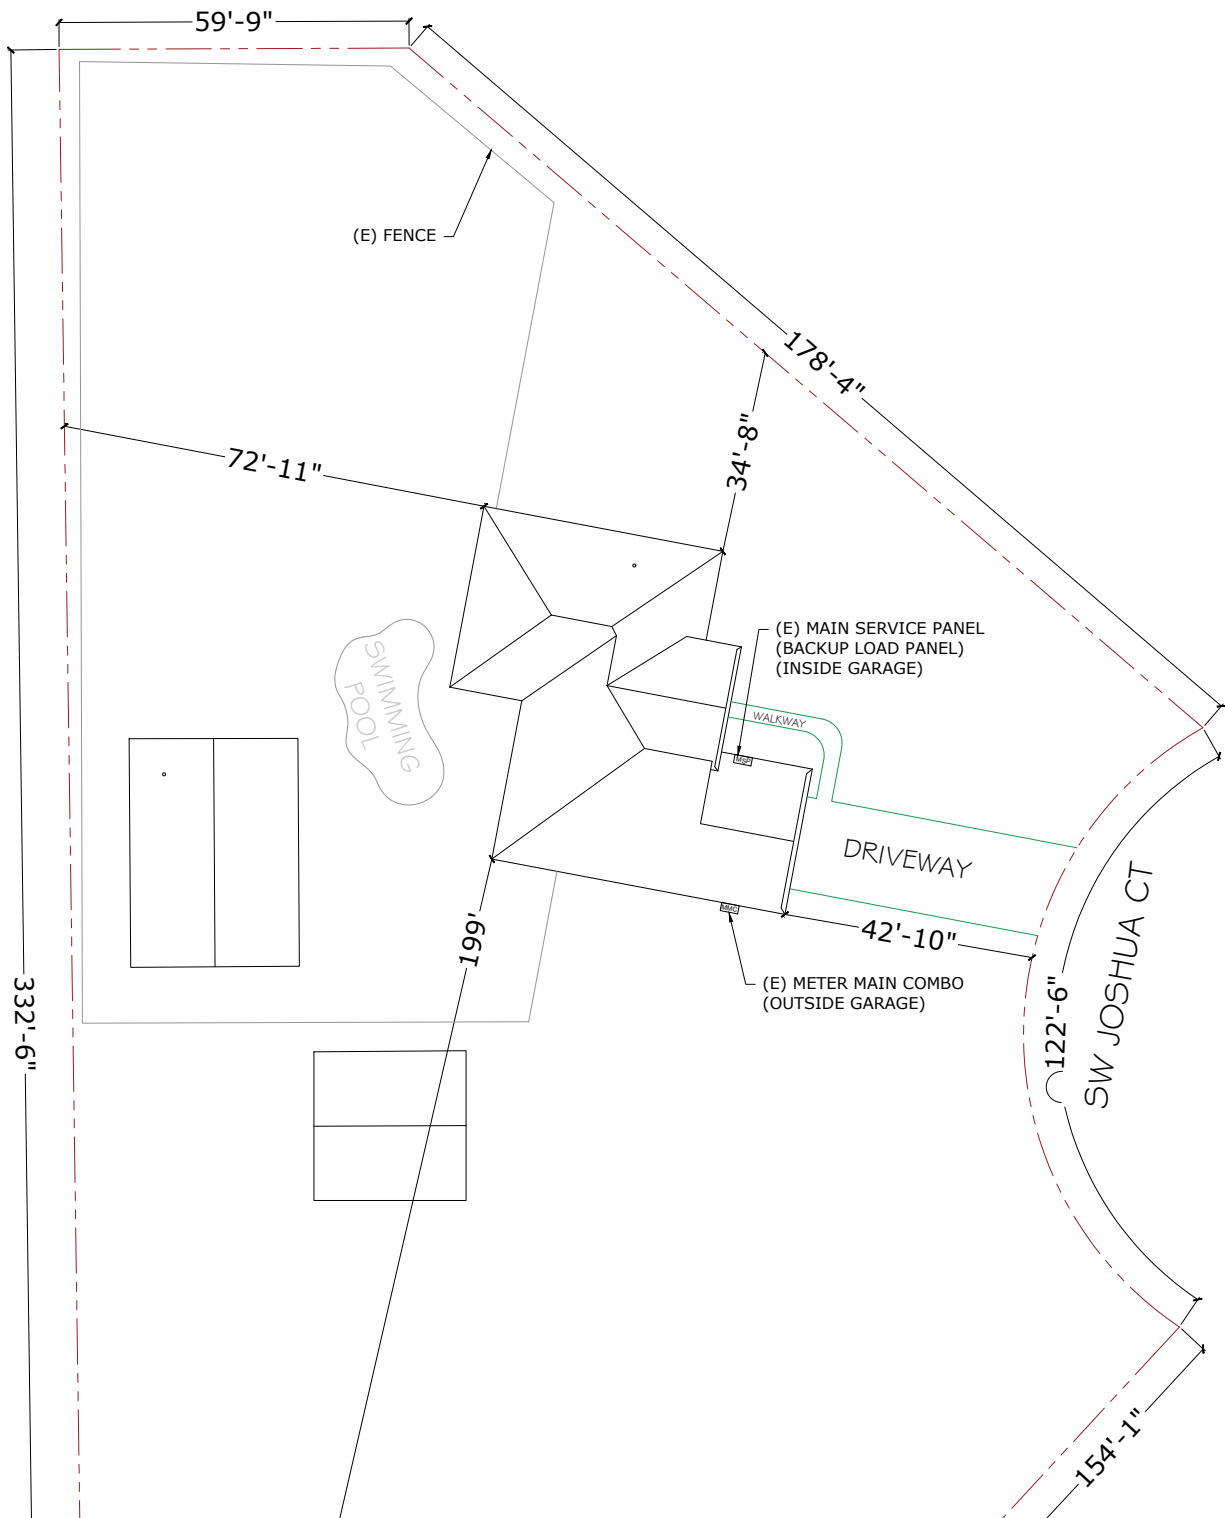 59'-9"
178'-4"
(E) FENCE
34'-8"
72'-11"
(E) MAIN SERVICE PANEL
(BACKUP LOAD PANEL)
(INSIDE GARAGE)
SWIMMING
POOL
WALKWAY
MSP
DRIVEWAY
MMC
42'-10"
199'
(E) METER MAIN COMBO
(OUTSIDE GARAGE)
332'-6"
122'-6"
SW JOSHUA CT
154'-1"